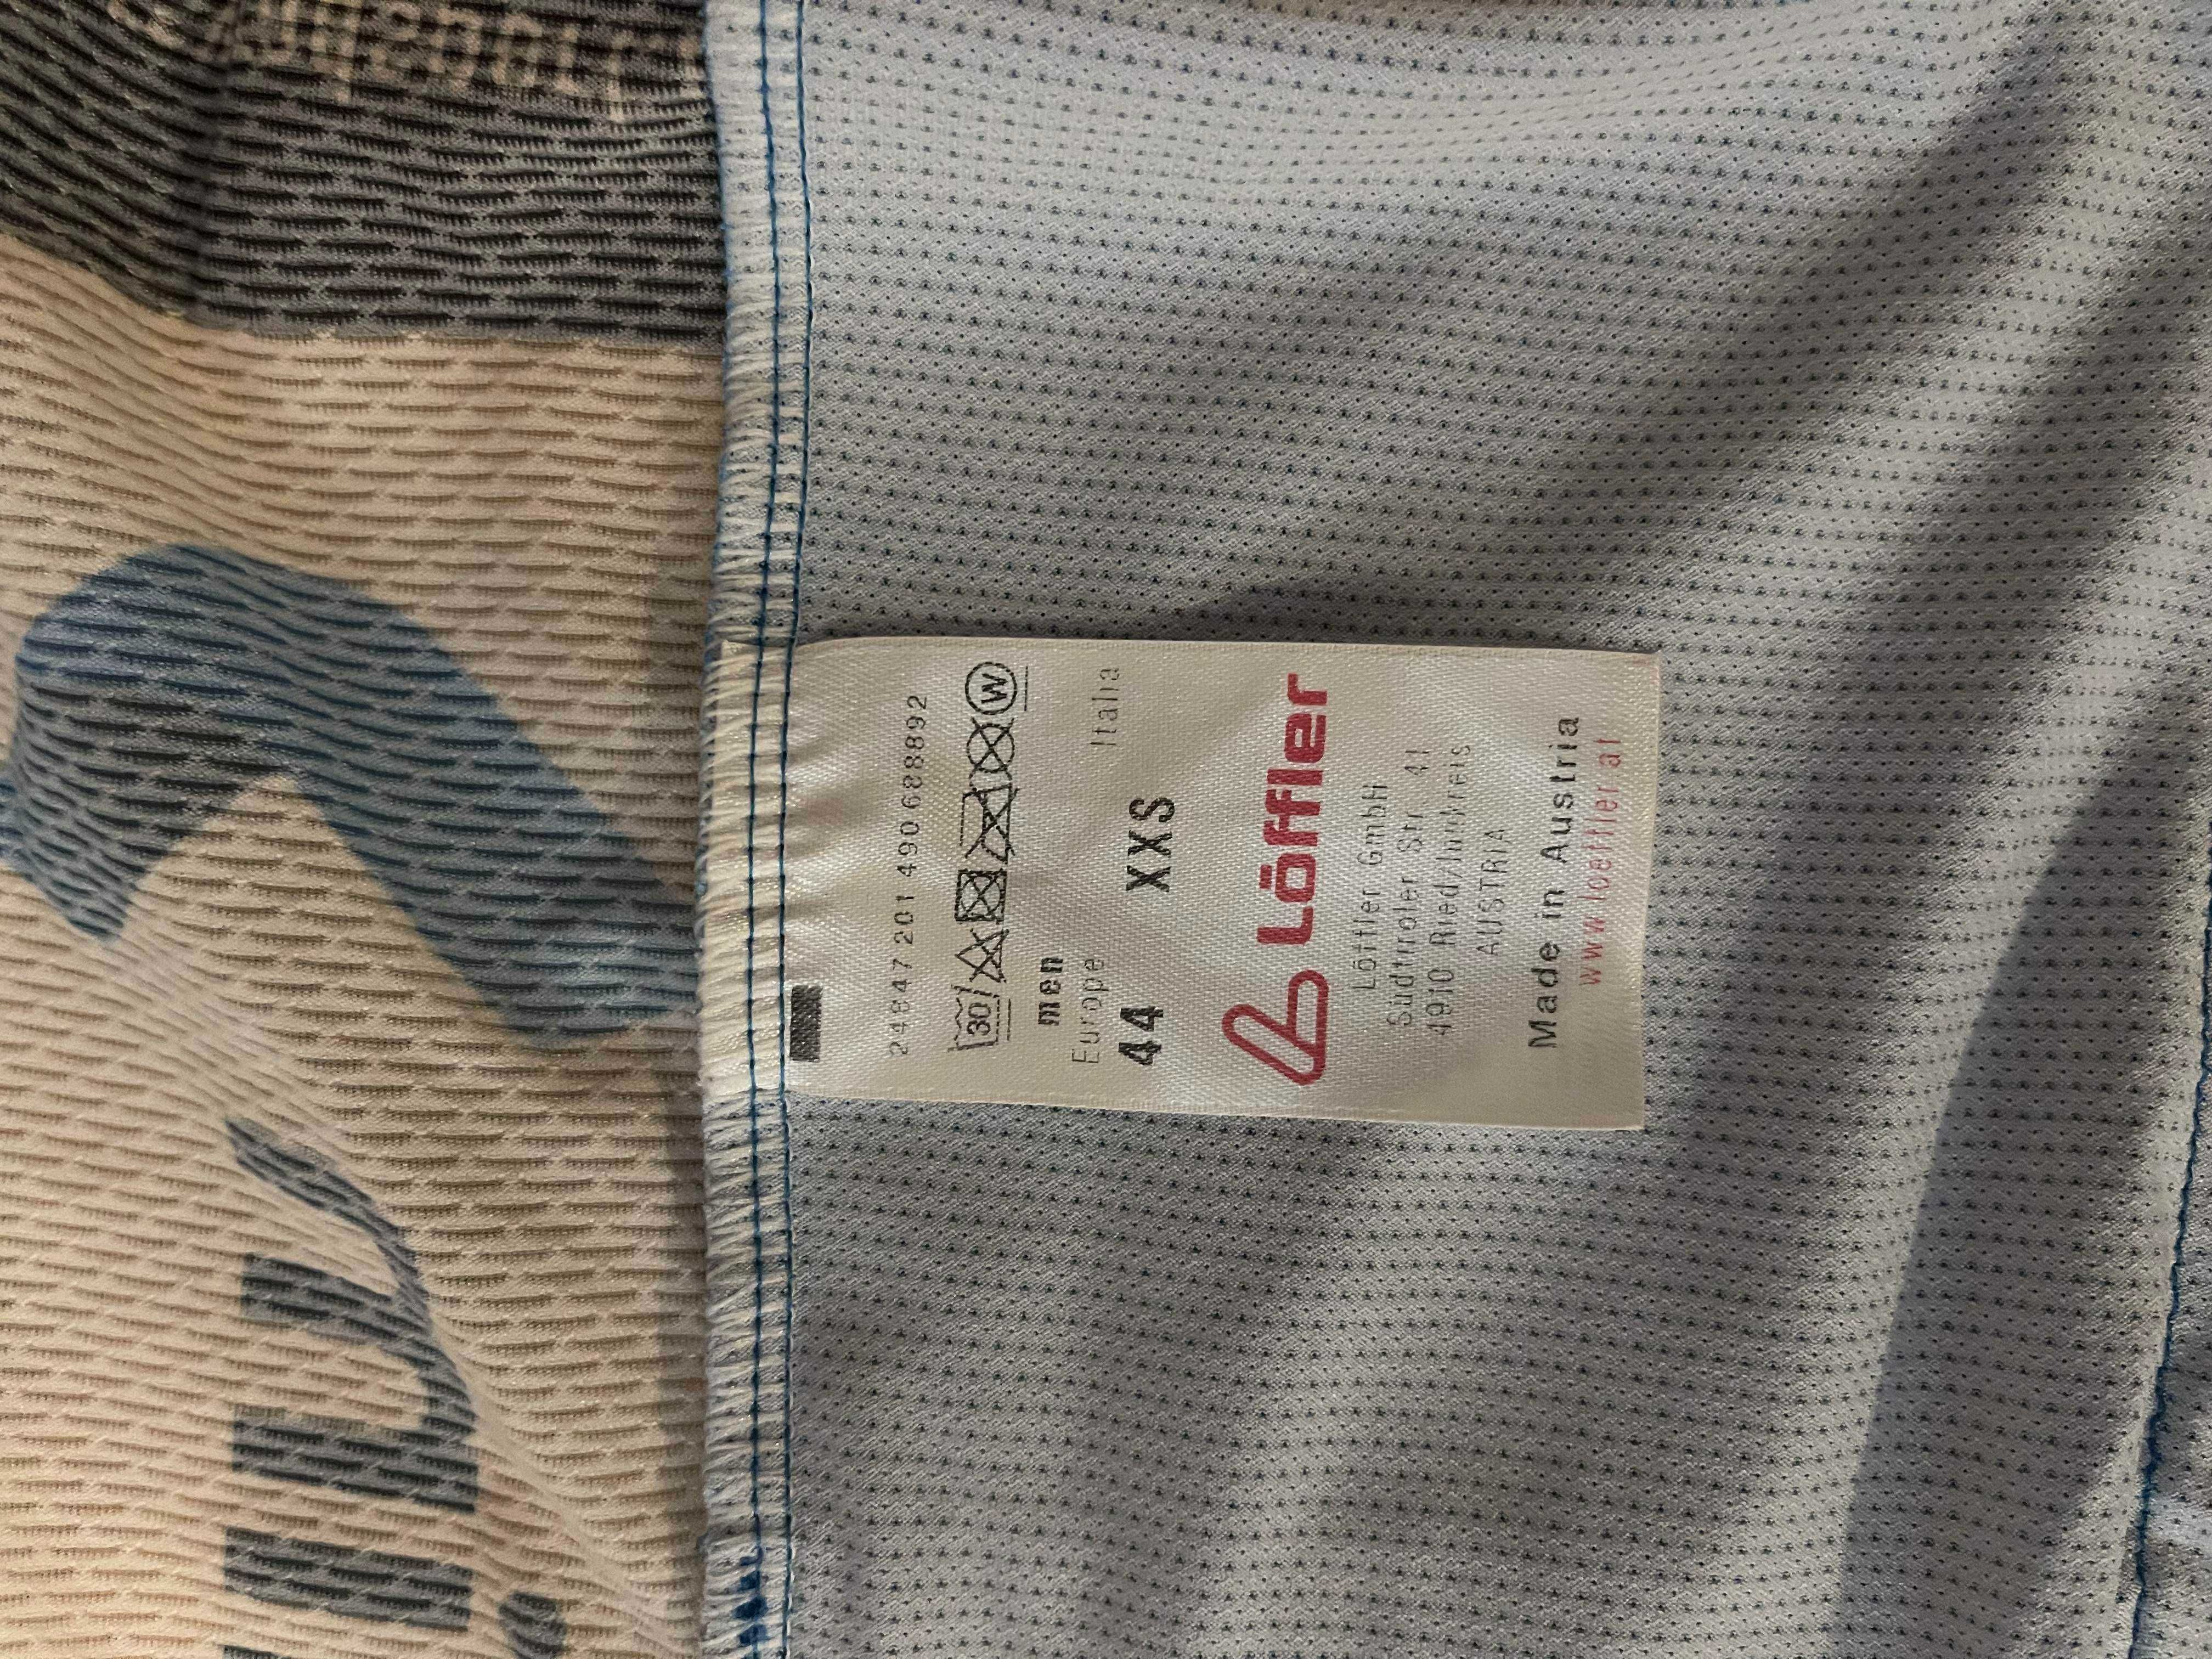 24847 201 490 688892
30
W
men
Europe Italia
44 XXS
Löffler
Löffler GmbH
Südtiroler Str. 41
4910 Ried/Innkreis
AUSTRIA
Made in Austria
www.loeffler.at